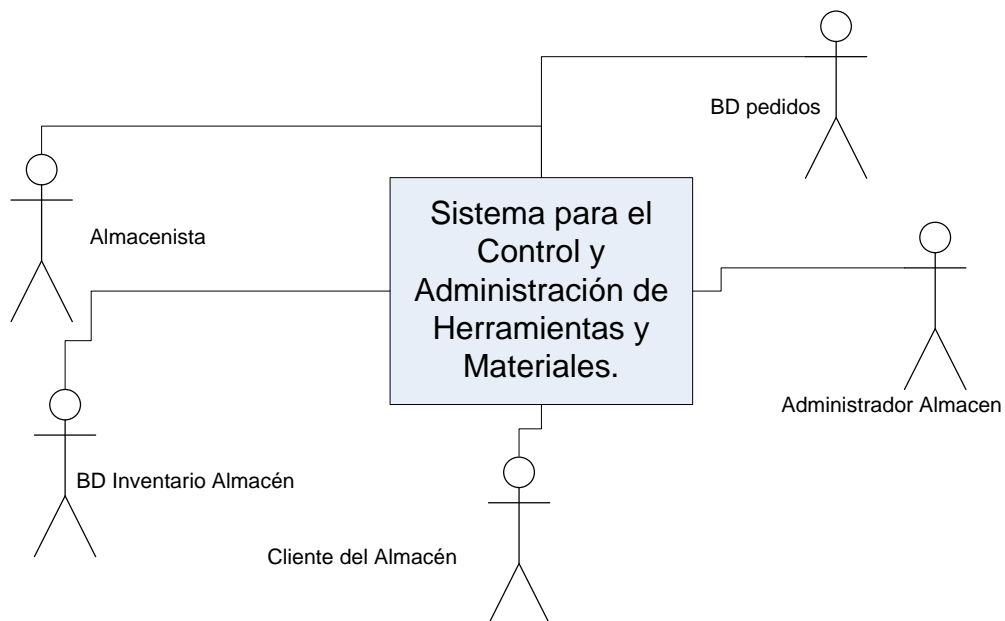 BD pedidos
Almacenista
Sistema para el
Control y
Administración de
Herramientas y
Materiales.
Administrador Almacen
BD Inventario Almacén
Cliente del Almacén